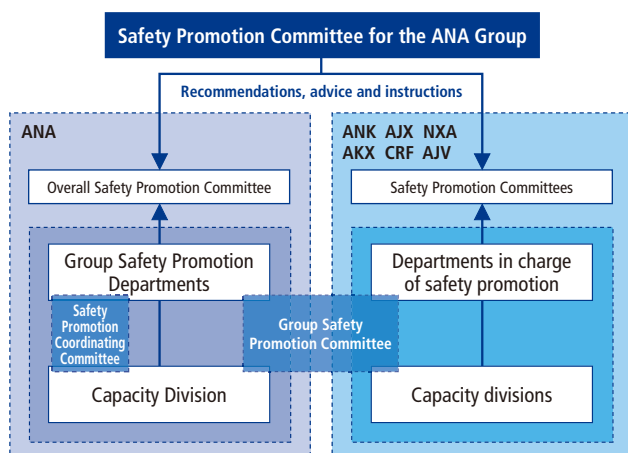 Safety Promotion Committee for the ANA Group
Recommendations, advice and instructions
ANA
Overall Safety Promotion Committee
Group Safety Promotion
Departments
Safety
Promotion
Coordinating
Committee
Capacity Division
Group Safety
Promotion Committee
ANK AJX NXA
AKX CRF AJV
Safety Promotion Committees
Departments in charge
of safety promotion
Capacity divisions